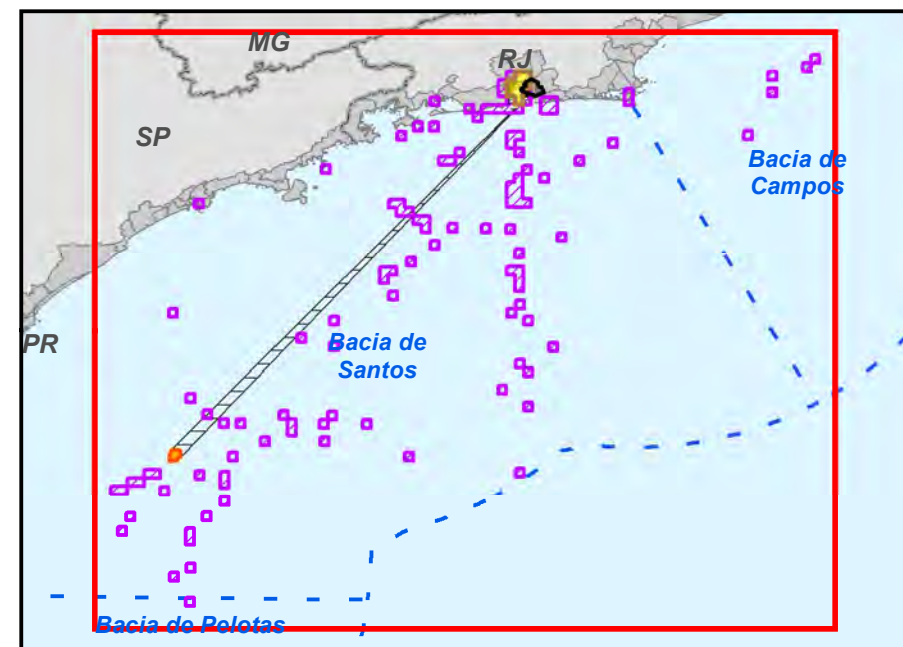 MG
RJ
SP
Bacia de
Campos
PR
Bacia de
Santos
Bacia de Pelotas